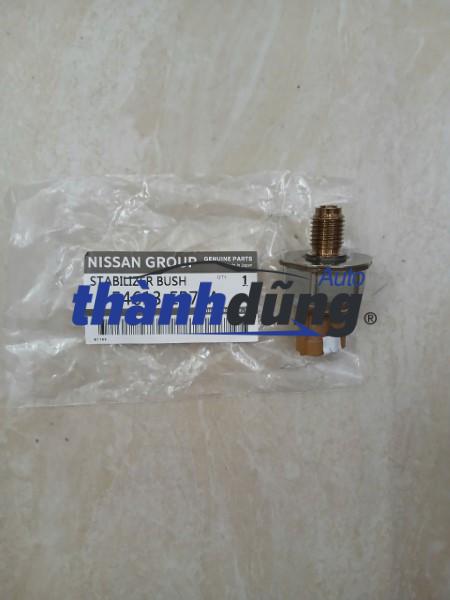 NISSAN GROUP GENUINE PARTS
STABILIZER BUSH QTY 1
Auto
thanhdũng®